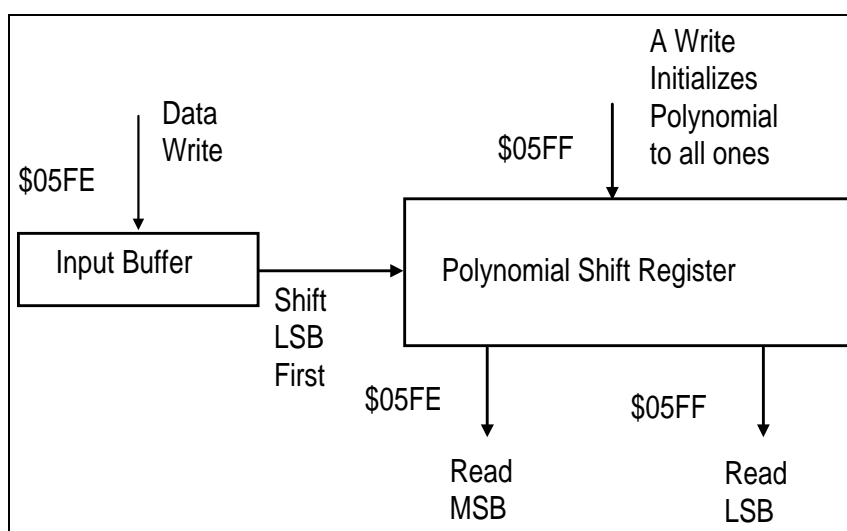 A Write
Initializes
Polynomial
to all ones
Data
Write
$05FF
$05FE
Input Buffer
Polynomial Shift Register
Shift
LSB
First
$05FE
$05FF
Read
MSB
Read
LSB